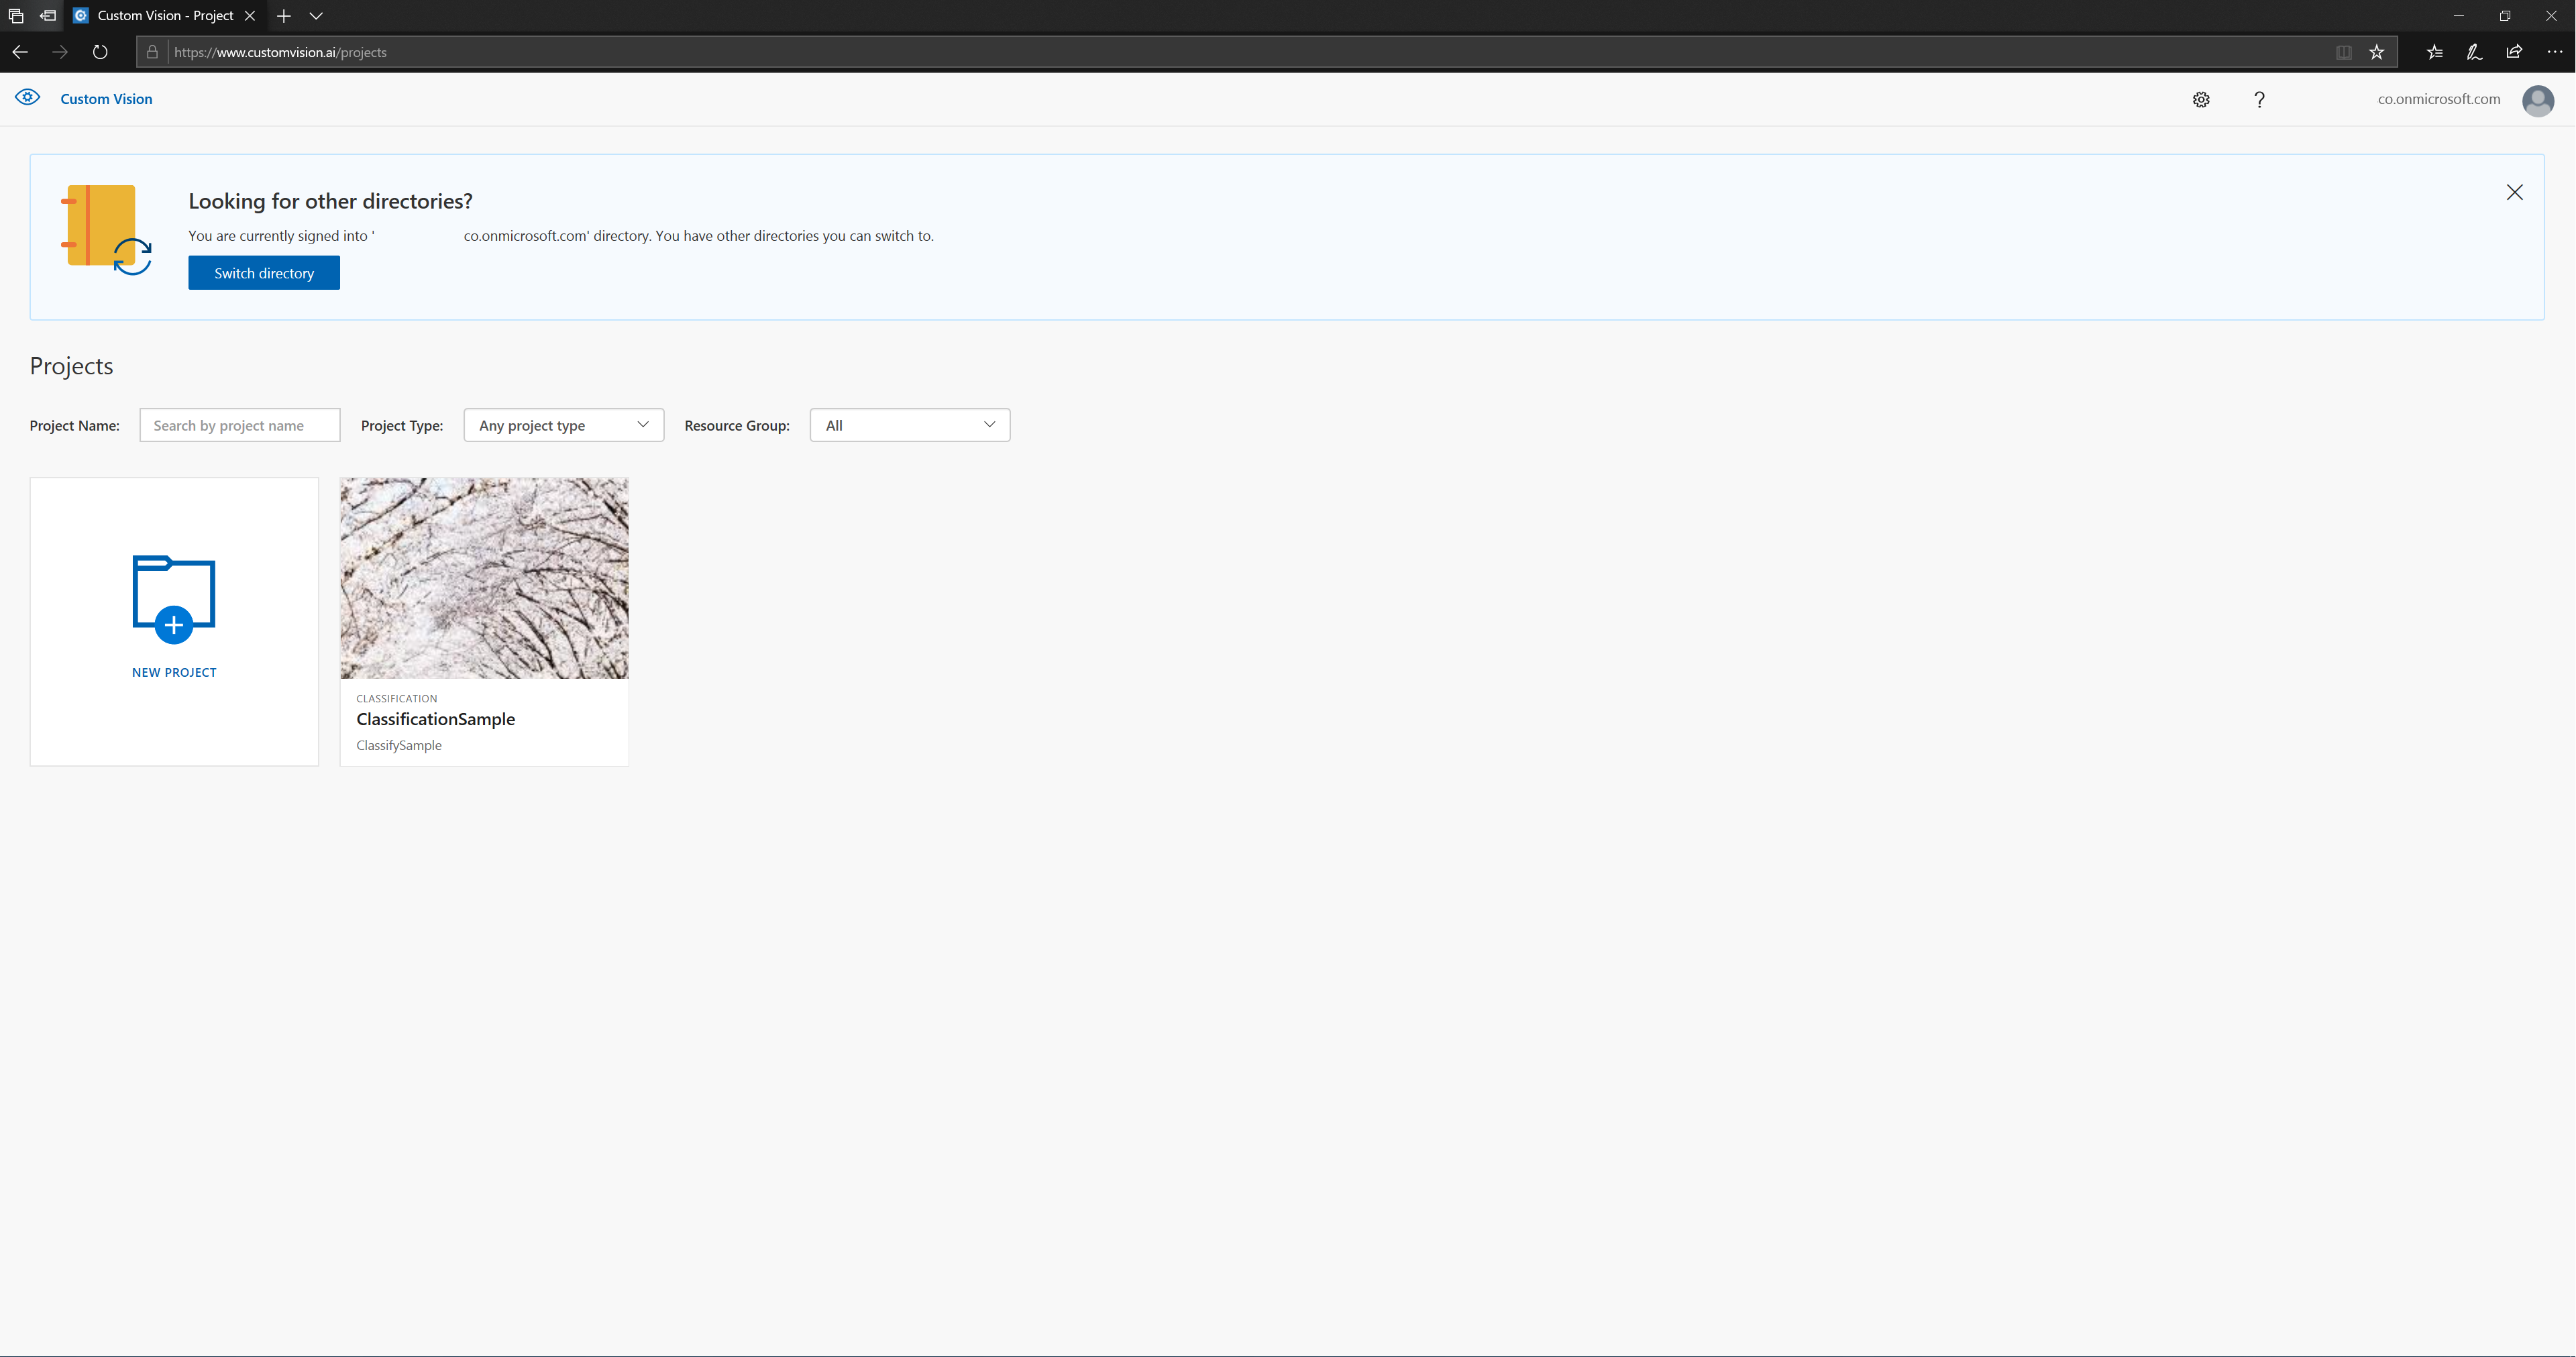 Custom Vision - Project
https://www.customvision.ai/projects
Custom Vision
?
co.onmicrosoft.com
Looking for other directories?
You are currently signed into ' co.onmicrosoft.com' directory. You have other directories you can switch to.
Switch directory
Projects
Project Name: Search by project name Project Type: Any project type Resource Group: All
NEW PROJECT
CLASSIFICATION
ClassificationSample
ClassifySample